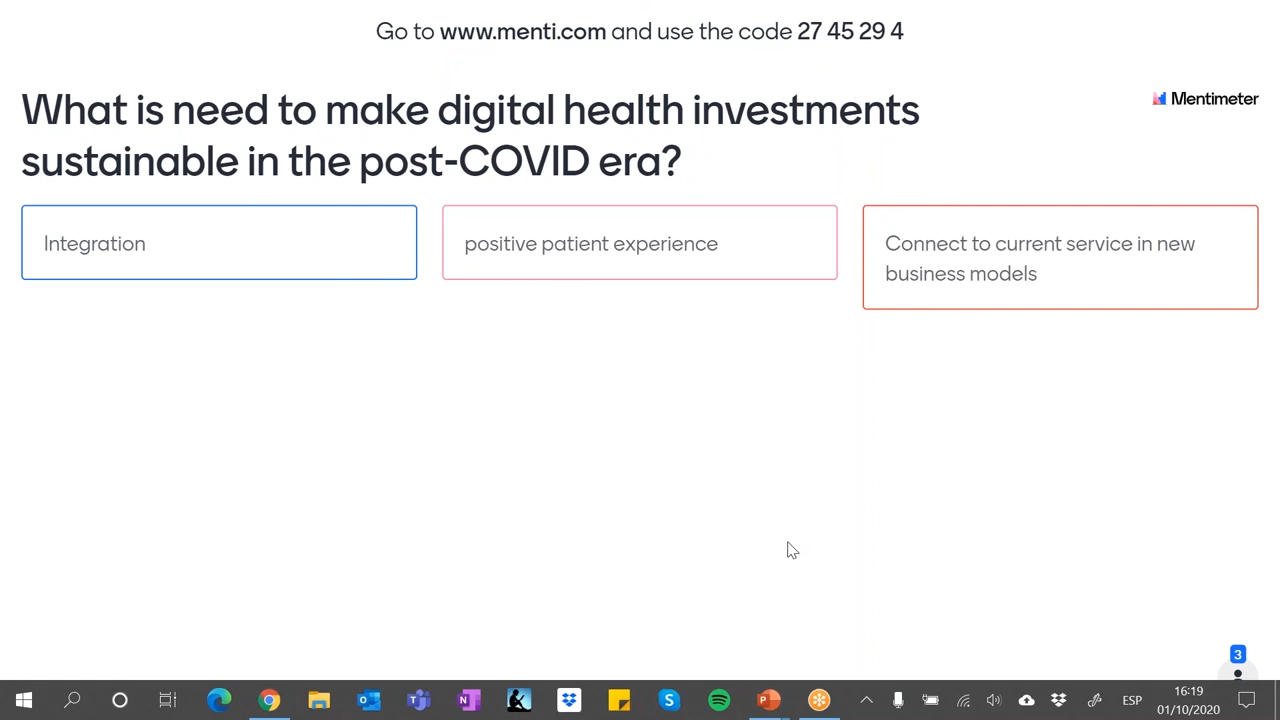 Go to www.menti.com and use the code 27 45 29 4
What is need to make digital health investments
sustainable in the post-COVID era?
Mentimeter
Integration
positive patient experience
Connect to current service in new
business models
3
ESP
16:19
01/10/2020